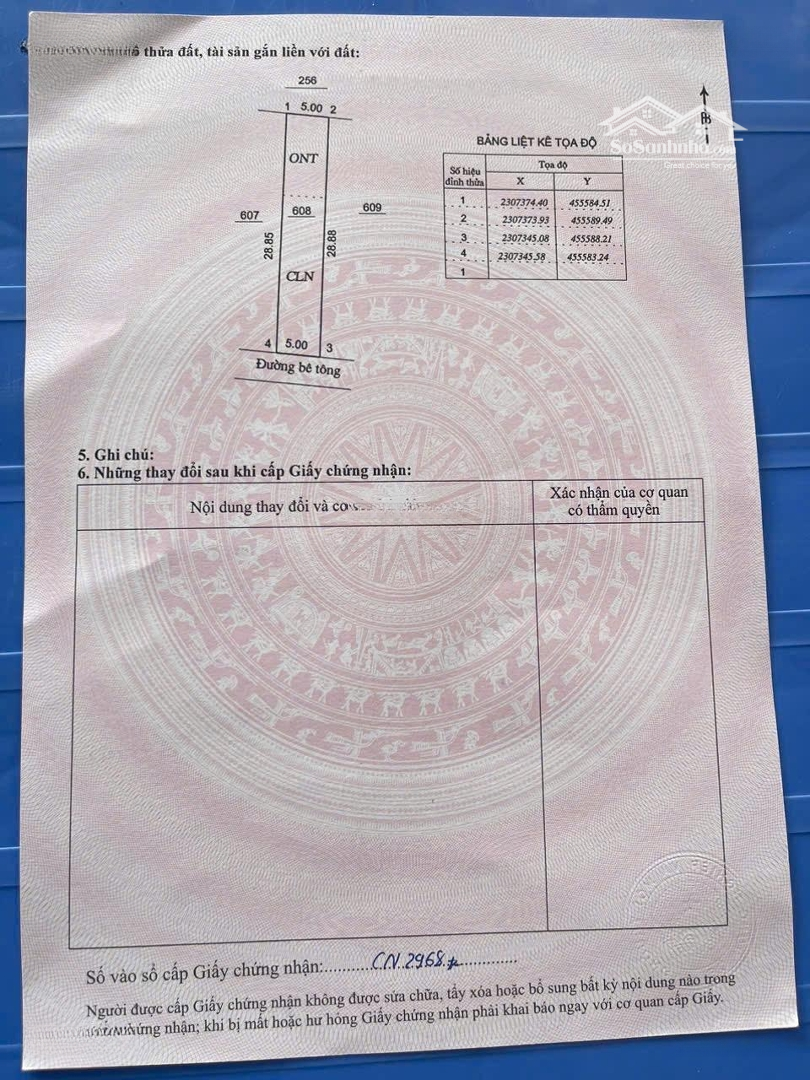 ô thửa đất, tài sản gắn liền với đất:
256
1 5.00 2
ONT
607 608 609
28.85 28.88
CLN
4 5.00 3
Đường bê tông
B
SoSanhnha.com
Great choice for you
BẢNG LIỆT KÊ TỌA ĐỘ
Số hiệu đỉnh thửa Tọa độ
X Y
1 2307374.40 455584.51
2 2307373.93 455589.49
3 2307345.08 455588.21
4 2307345.58 455583.24
1
5. Ghi chú:
6. Những thay đổi sau khi cấp Giấy chứng nhận:
Nội dung thay đổi và cơ
Xác nhận của cơ quan
có thẩm quyền
Số vào sổ cấp Giấy chứng nhận:......CN.2968......
Người được cấp Giấy chứng nhận không được sửa chữa, tẩy xóa hoặc bổ sung bất kỳ nội dung nào trong
chứng nhận; khi bị mất hoặc hư hỏng Giấy chứng nhận phải khai báo ngay với cơ quan cấp Giấy.